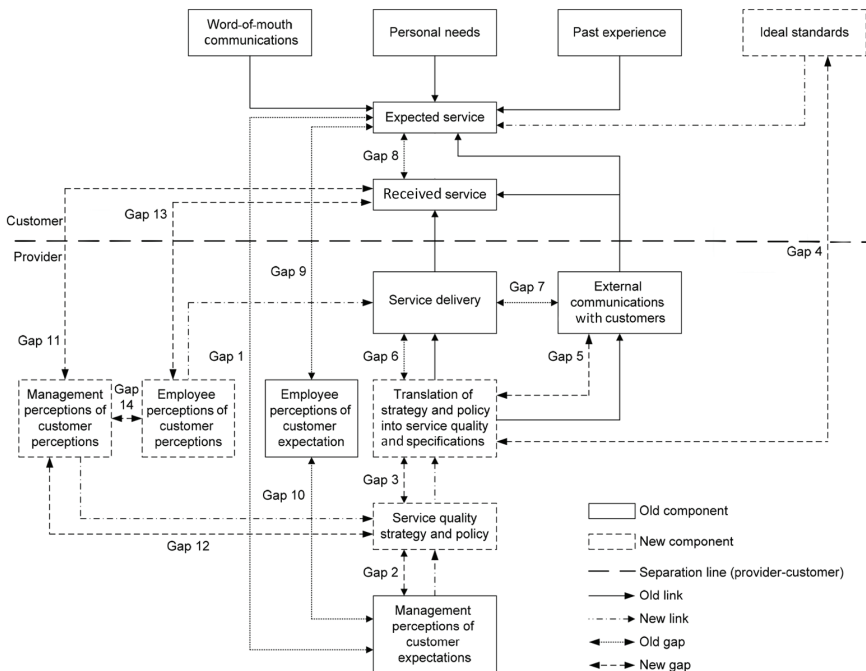 Word-of-mouth
communications
Personal needs
Past experience
Ideal standards
Expected service
Gap 8
Received service
Gap 13
Customer
Provider
Gap 4
Gap 9
Gap 7
Service delivery
External
communications
with customers
Gap 11
Gap 1
Gap 6
Gap 5
Management
perceptions of
customer
perceptions
Gap
14
Employee
perceptions of
customer
perceptions
Employee
perceptions of
customer
expectation
Translation of
strategy and policy
into service quality
and specifications
Gap 3
Gap 10
Service quality
strategy and policy
Gap 12
Gap 2
Management
perceptions of
customer
expectations
Old component
New component
Separation line (provider-customer)
Old link
New link
Old gap
New gap